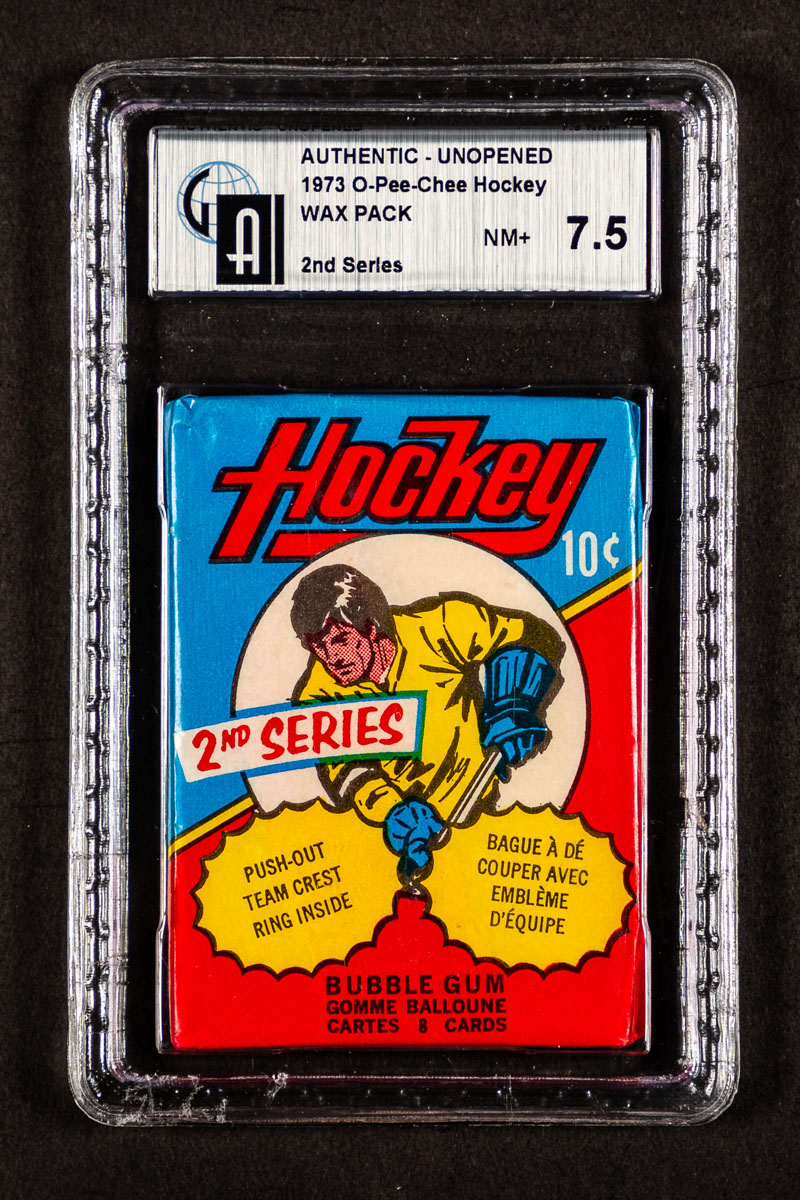 AUTHENTIC - UNOPENED
1973 O-Pee-Chee Hockey
WAX PACK
NM+ 7.5
2nd Series
GA
Hockey
10¢
2ND SERIES
PUSH-OUT
TEAM CREST
RING INSIDE
BAGUE À DÉ
COUPER AVEC
EMBLÈME
D'ÉQUIPE
BUBBLE GUM
GOMME BALLOUNE
CARTES 8 CARDS